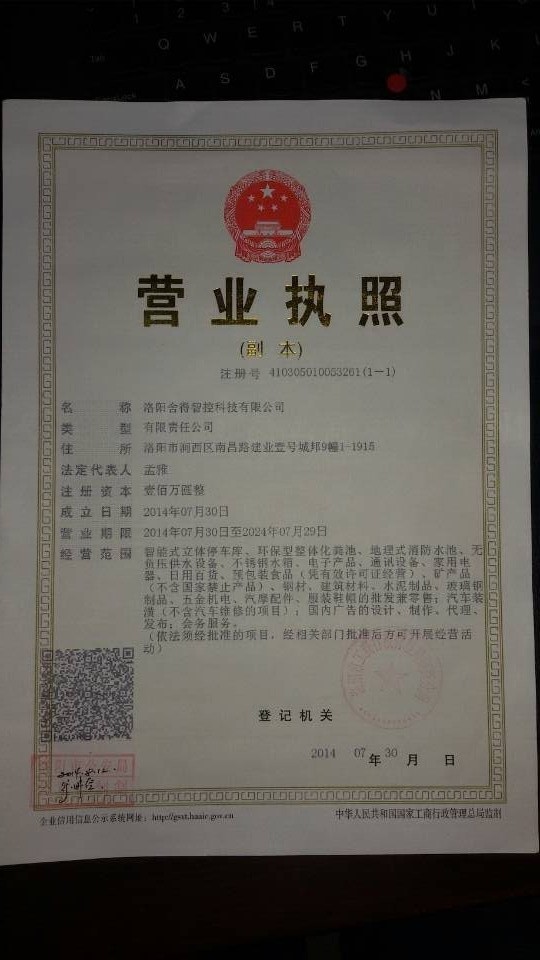 1 2 3 4
Q W E R T Y U
A S D F G H J K
N M
营业执照
(副 本)
注册号 410305010083261(1-1)
名称 洛阳舍得智控科技有限公司
类型 有限责任公司
住所 洛阳市涧西区南昌路建业壹号城邦9幢1-1915
法定代表人 孟雅
注册资本 壹佰万圆整
成立日期 2014年07月30日
营业期限 2014年07月30日至2024年07月29日
经营范围 智能式立体停车库、环保型整体化粪池、地埋式消防水池、无
负压供水设备、不锈钢水箱、电子产品、通讯设备、家用电
器、日用百货、预包装食品（凭有效许可证经营）、矿产品
（不含国家禁止产品）、钢材、建筑材料、水泥制品、玻璃钢
制品、五金机电、汽摩配件、服装鞋帽的批发兼零售；汽车装
潢（不含汽车维修的项目）；国内广告的设计、制作、代理、
发布；会务服务。
（依法须经批准的项目，经相关部门批准后方可开展经营活
动）
登记机关
2014 07年30月 日
企业信用信息公示系统网址：http://gsxt.haaic.gov.cn
中华人民共和国国家工商行政管理总局监制